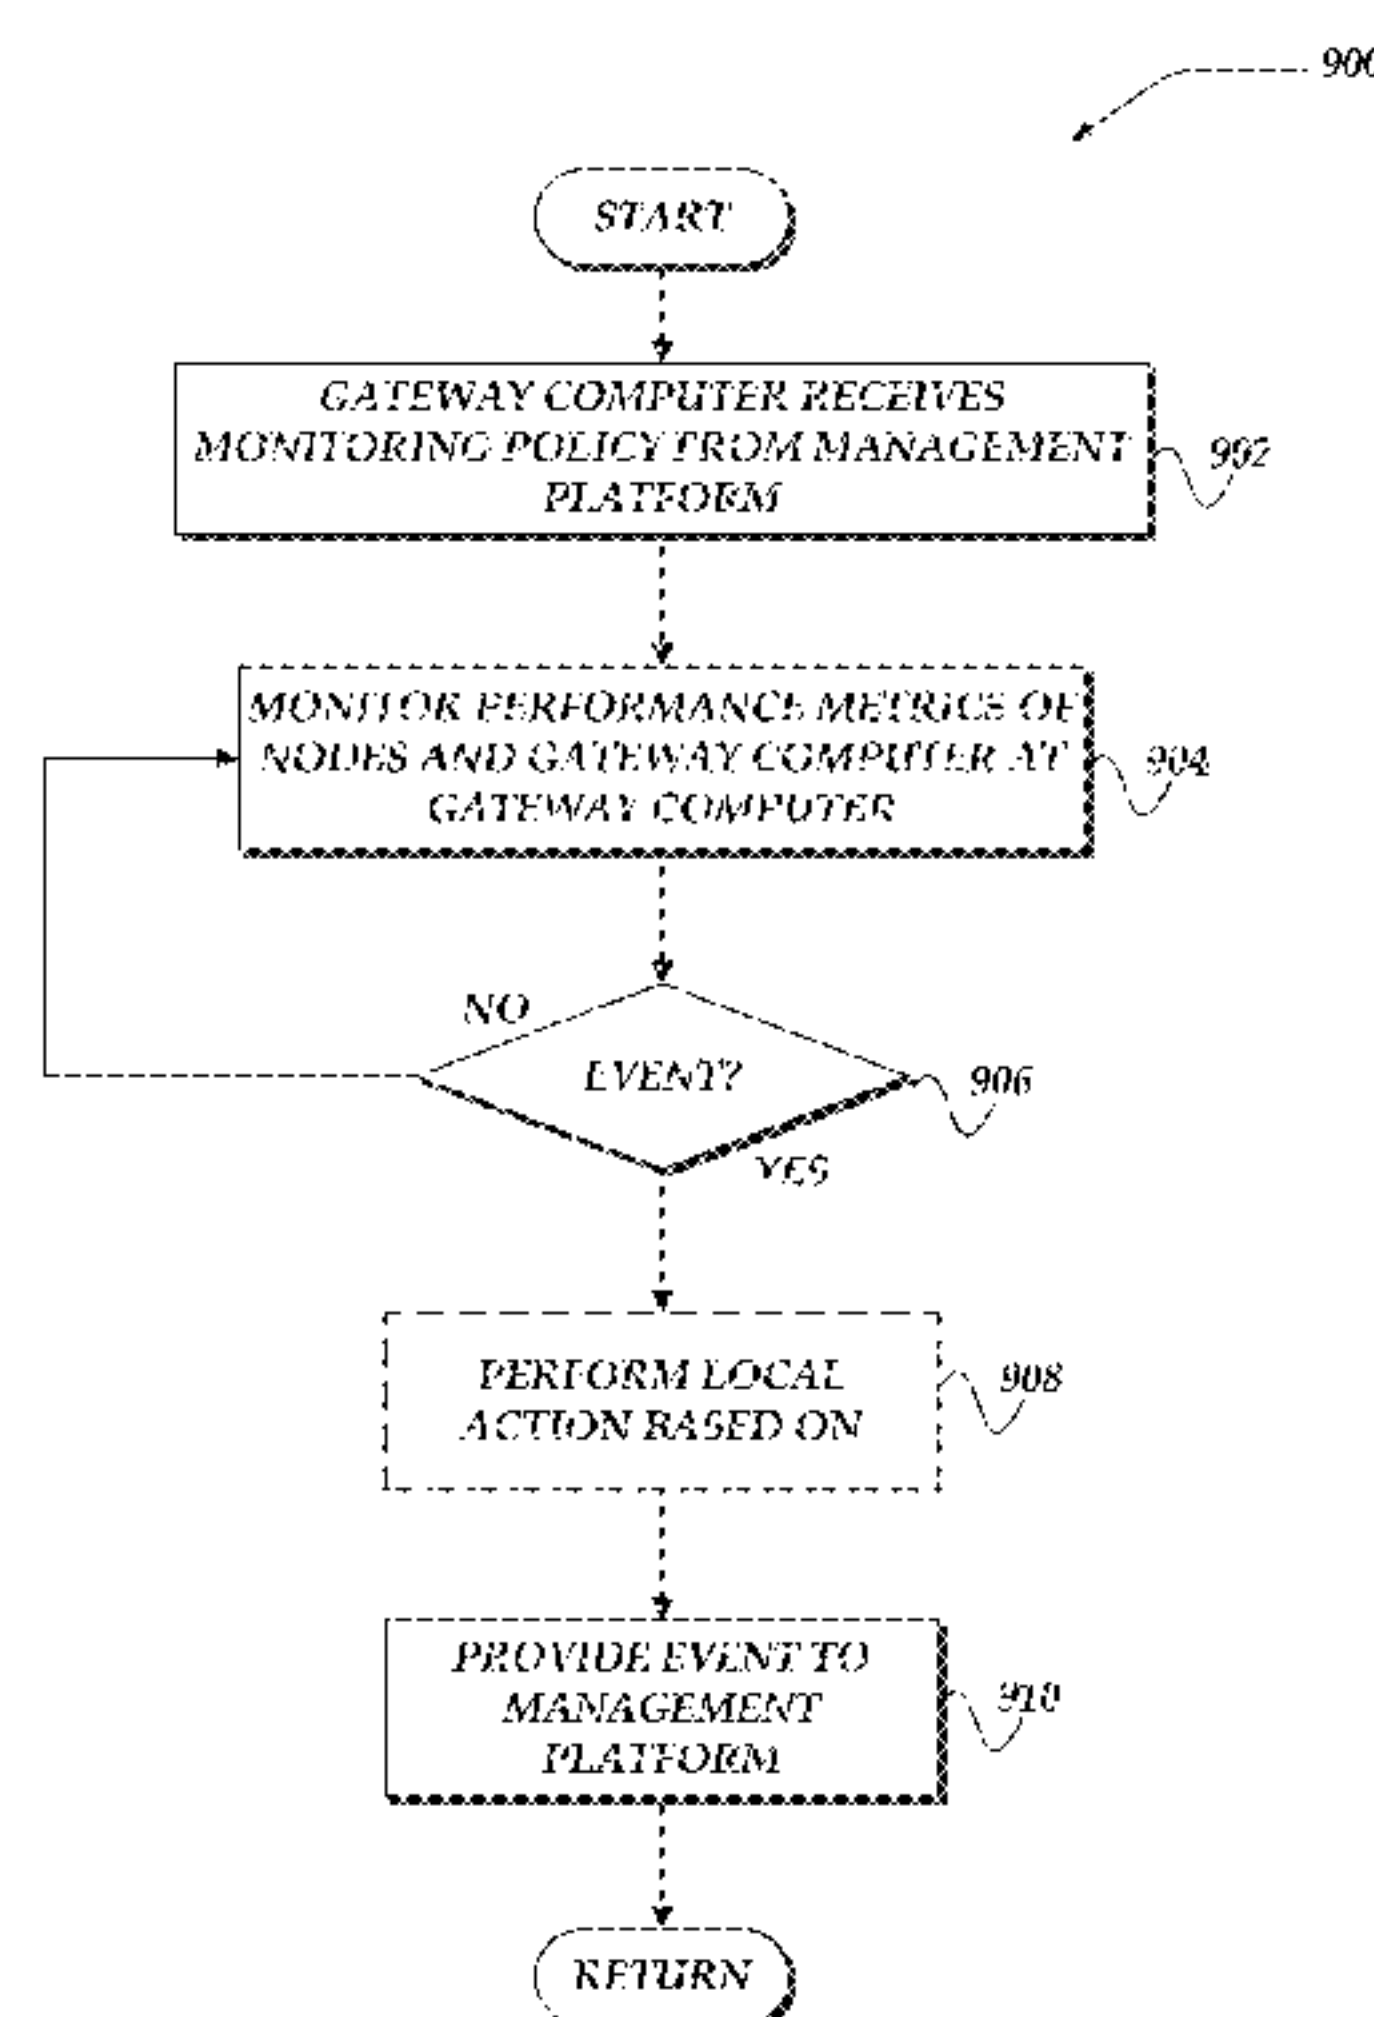 900
START
GATEWAY COMPUTER RECEIVES
MONITORING POLICY FROM MANAGEMENT
PLATFORM
902
MONITOR PERFORMANCE METRICS OF
NODES AND GATEWAY COMPUTER AT
GATEWAY COMPUTER
904
NO
EVENT?
906
YES
PERFORM LOCAL
ACTION BASED ON
908
PROVIDE EVENT TO
MANAGEMENT
PLATFORM
910
RETURN